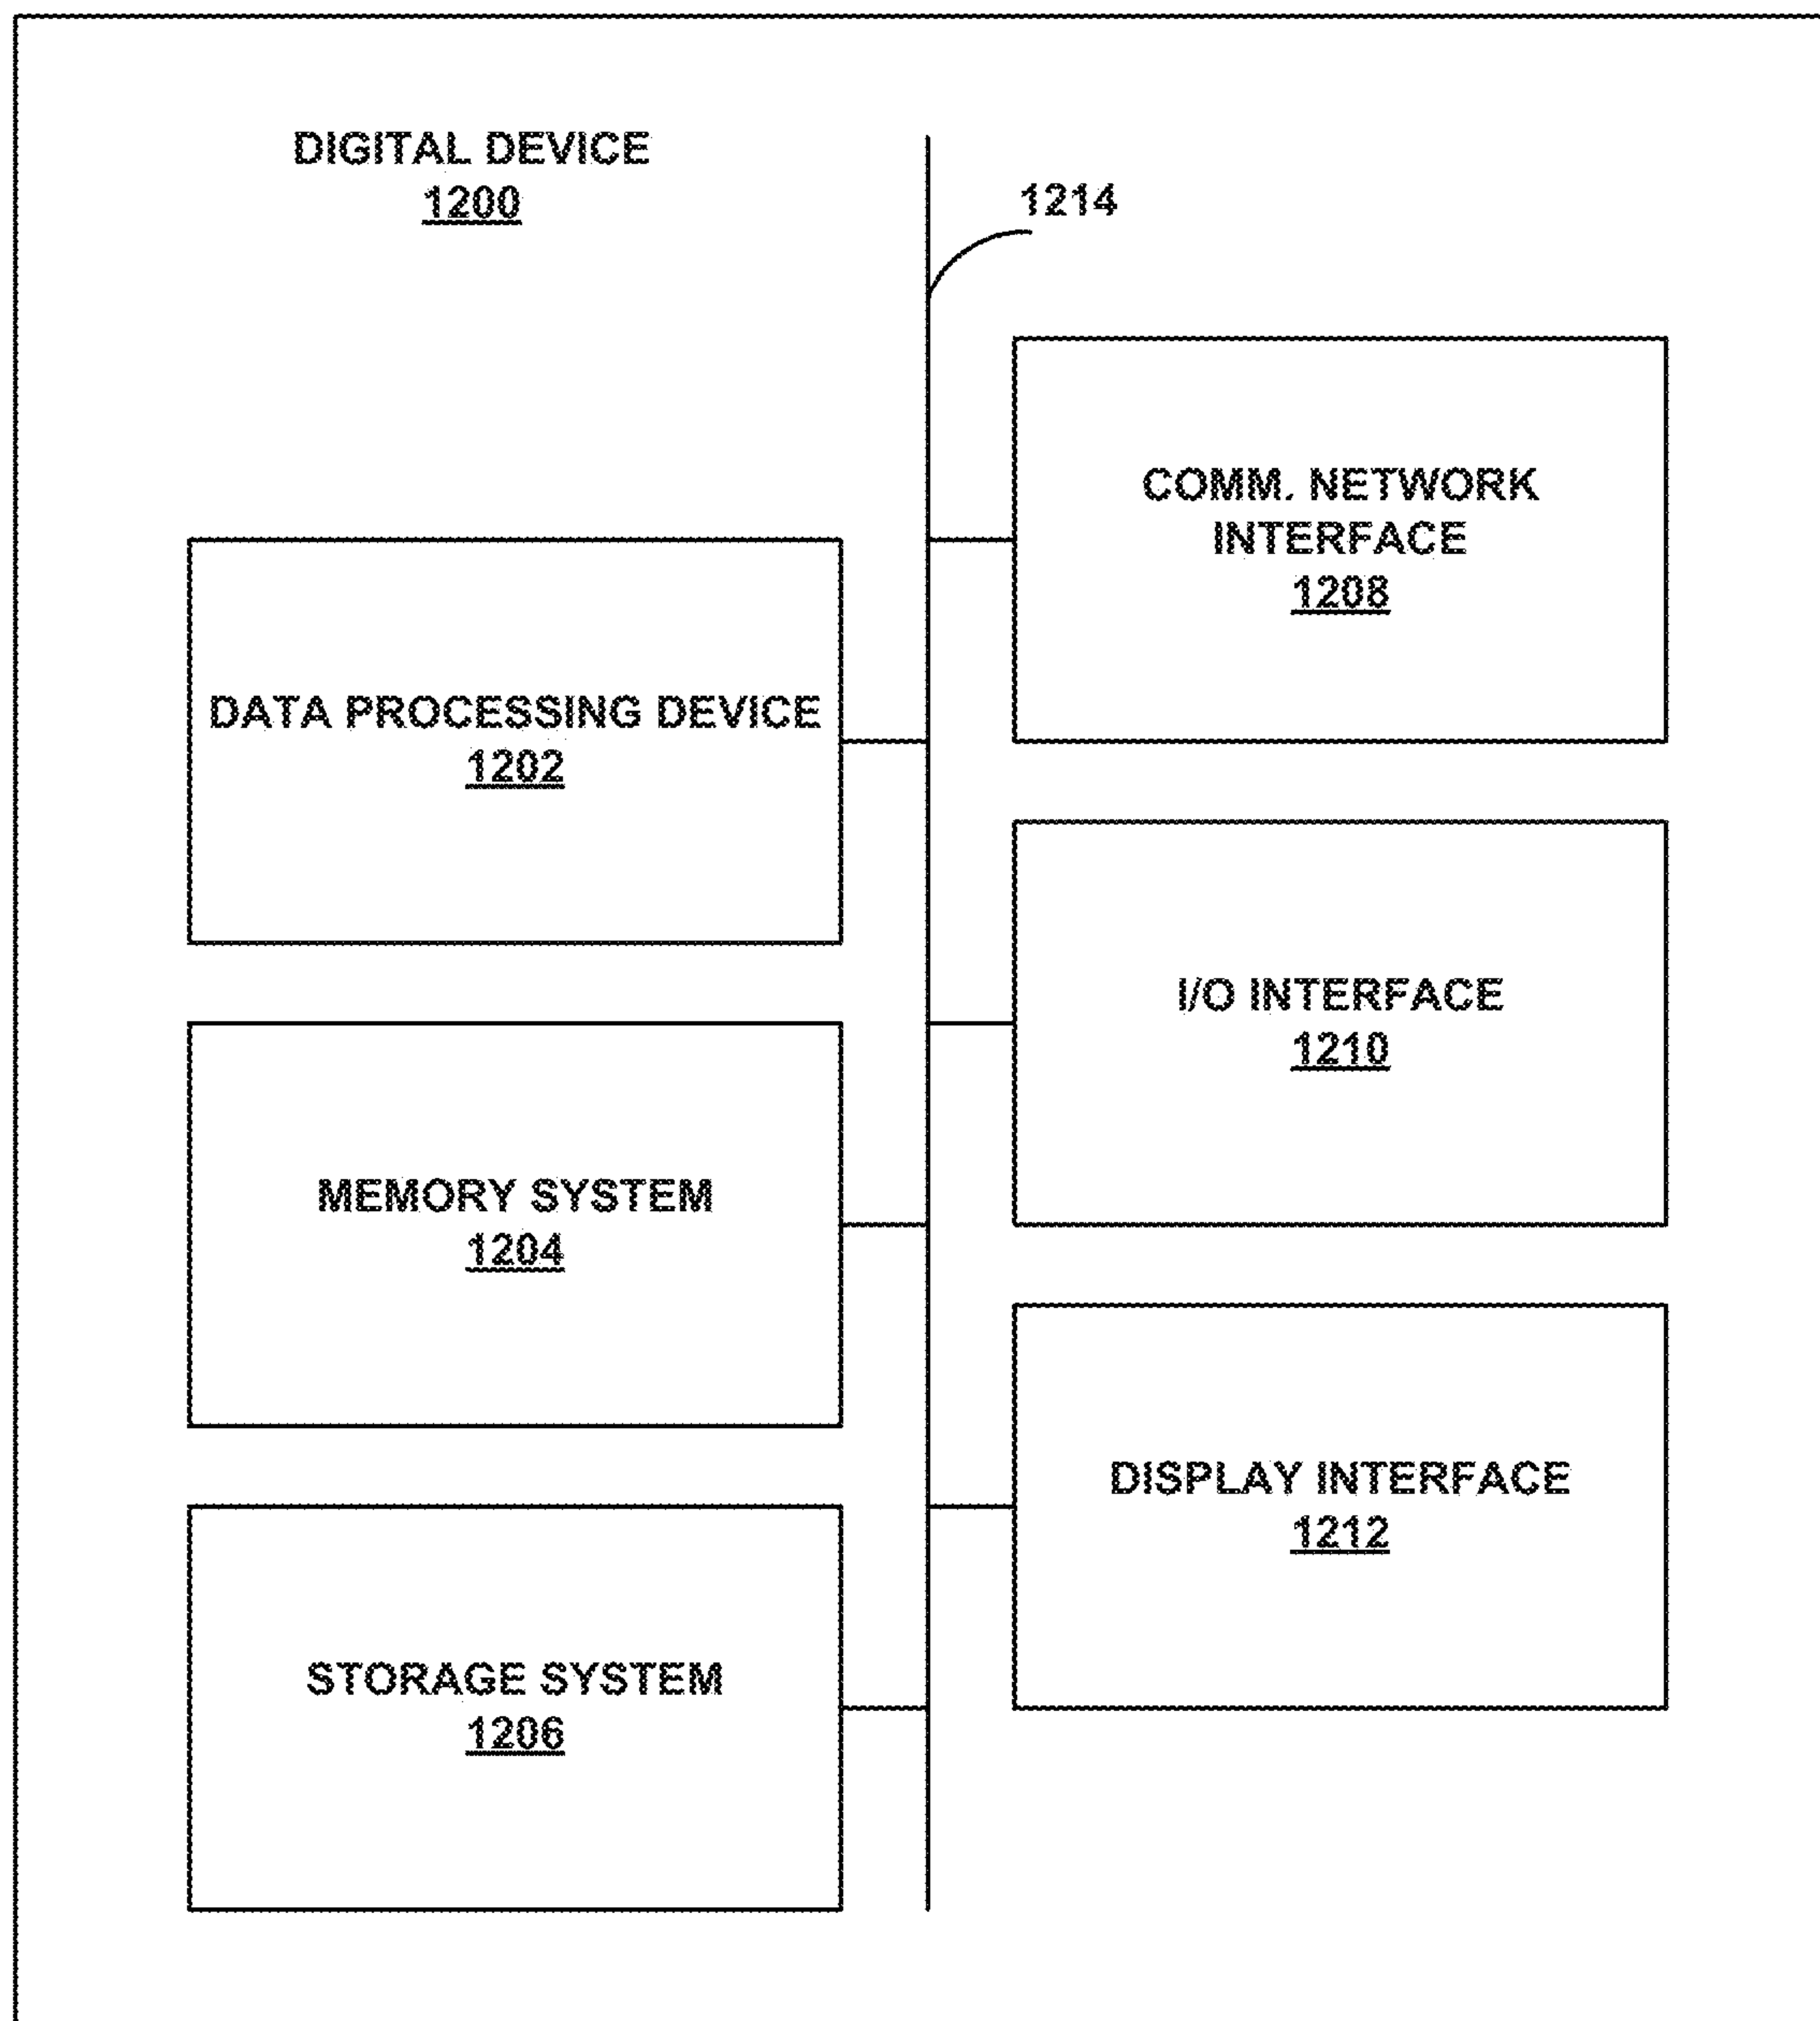 DIGITAL DEVICE
1200
1214
COMM. NETWORK
INTERFACE
1208
DATA PROCESSING DEVICE
1202
I/O INTERFACE
1210
MEMORY SYSTEM
1204
DISPLAY INTERFACE
1212
STORAGE SYSTEM
1206